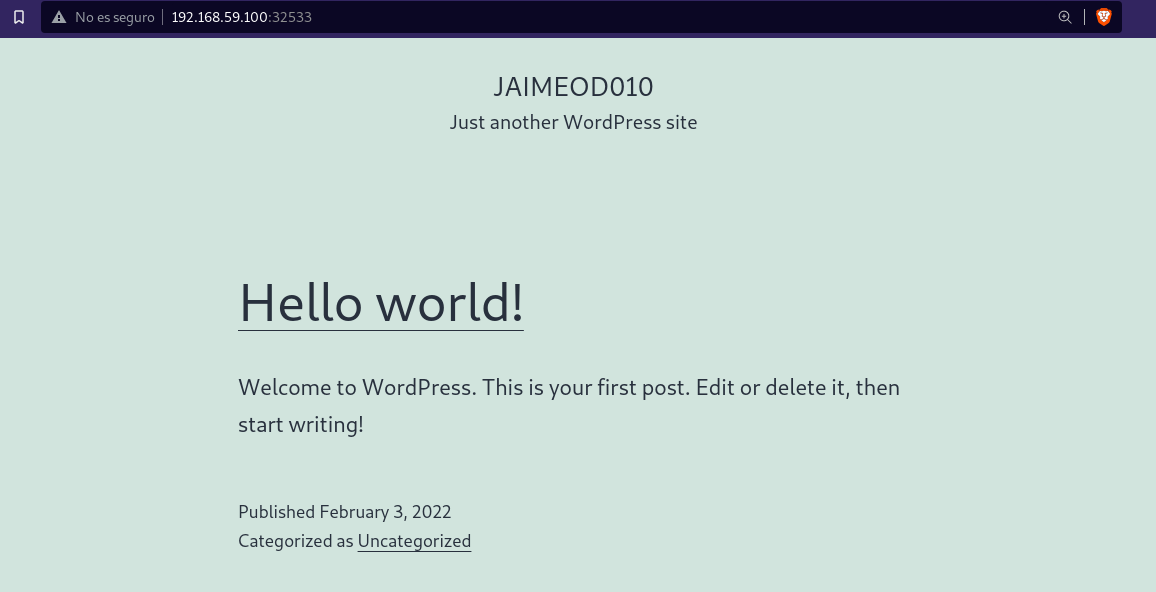 No es seguro 192.168.59.100:32533
JAIMEOD010
Just another WordPress site
Hello world!
Welcome to WordPress. This is your first post. Edit or delete it, then
start writing!
Published February 3, 2022
Categorized as Uncategorized